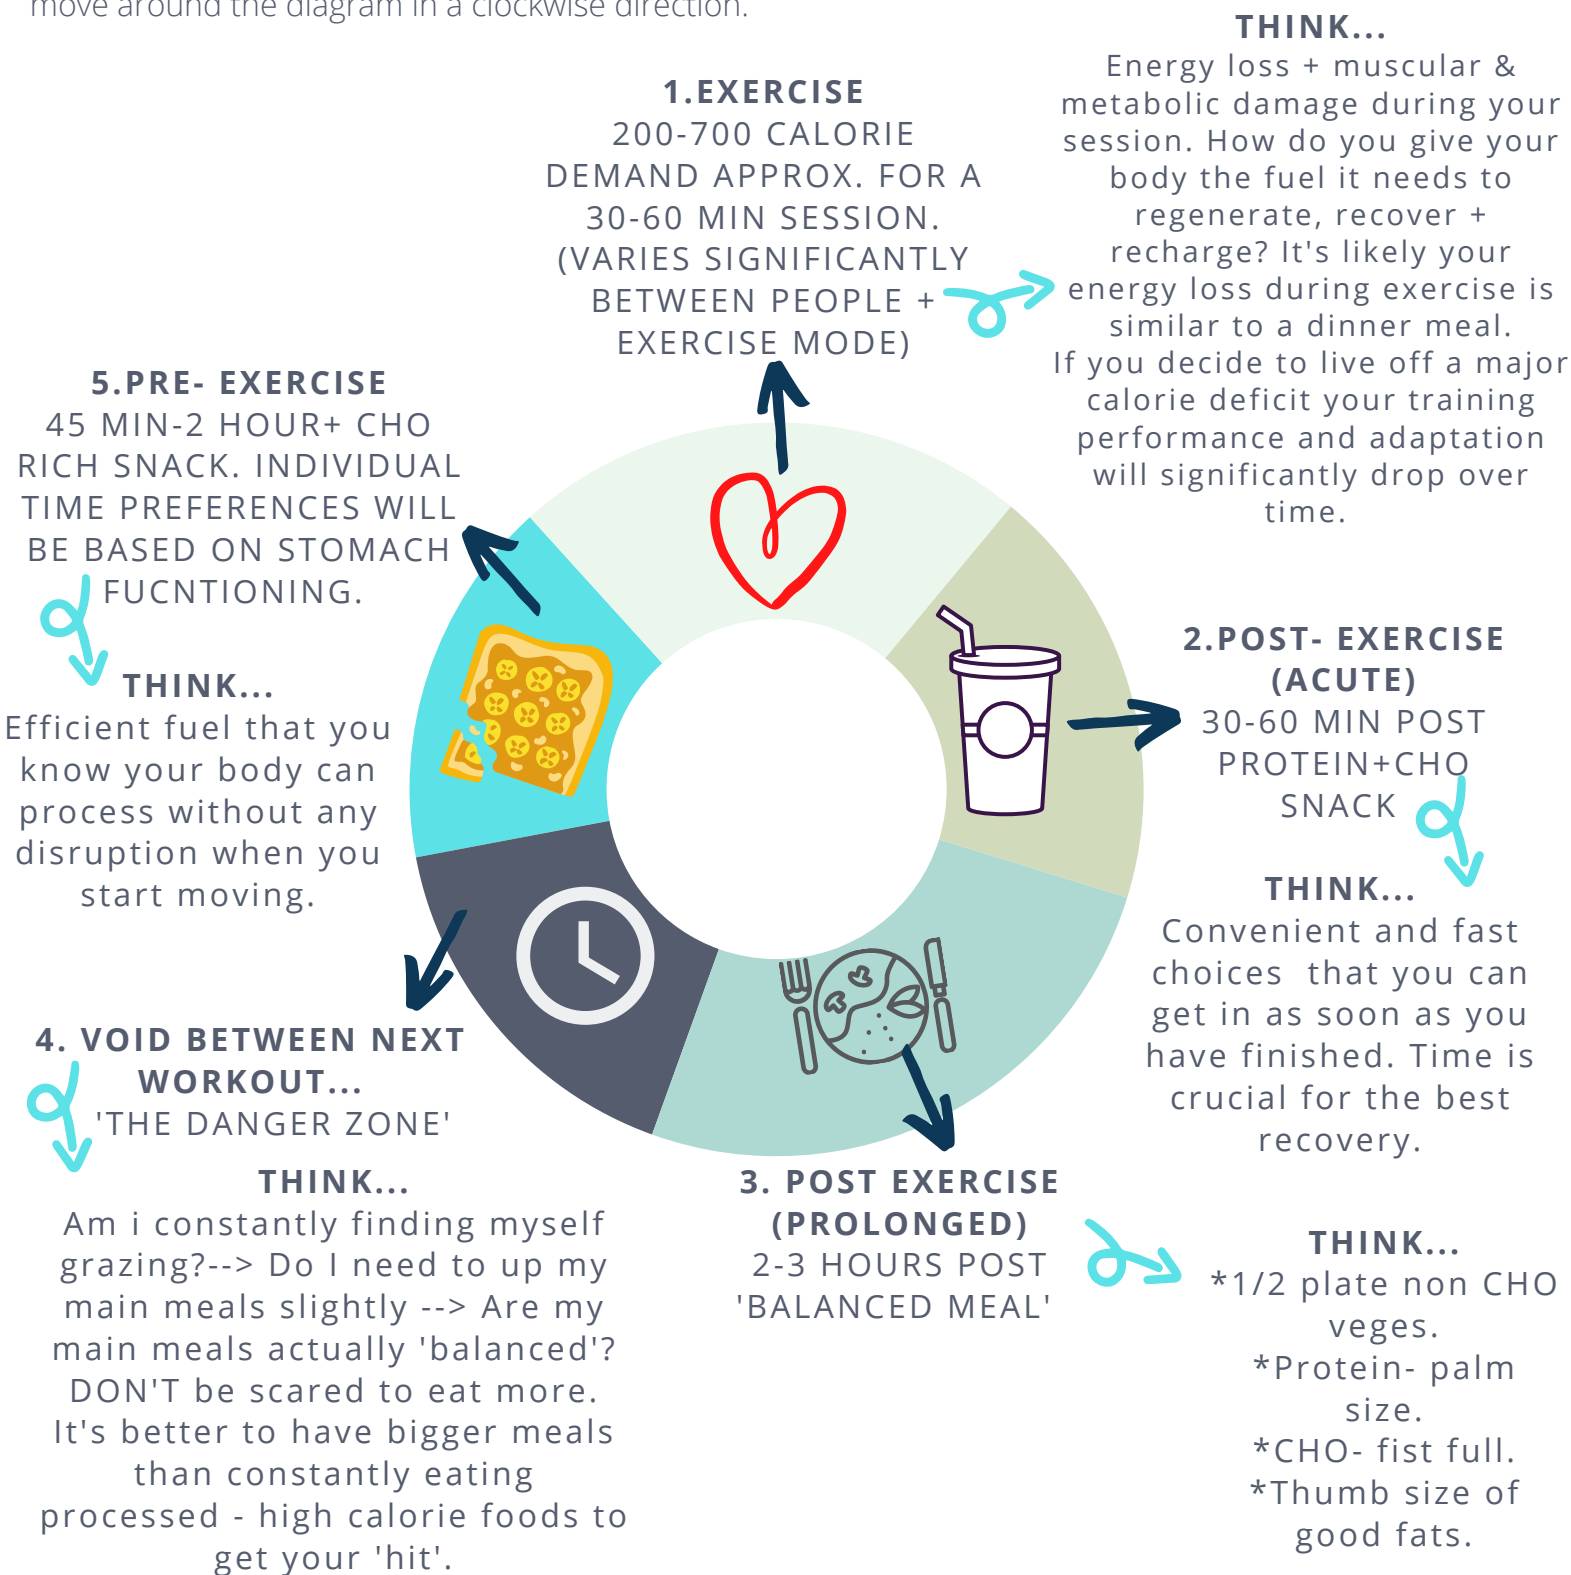 move around the diagram in a clockwise direction.
1.EXERCISE
200-700 CALORIE
DEMAND APPROX. FOR A
30-60 MIN SESSION.
(VARIES SIGNIFICANTLY
BETWEEN PEOPLE +
EXERCISE MODE)
THINK...
Energy loss + muscular &
metabolic damage during your
session. How do you give your
body the fuel it needs to
regenerate, recover +
recharge? It's likely your
energy loss during exercise is
similar to a dinner meal.
If you decide to live off a major
calorie deficit your training
performance and adaptation
will significantly drop over
time.
2.POST- EXERCISE
(ACUTE)
30-60 MIN POST
PROTEIN+CHO
SNACK
THINK...
Convenient and fast
choices  that you can
get in as soon as you
have finished. Time is
crucial for the best
recovery.
3. POST EXERCISE
(PROLONGED)
2-3 HOURS POST
'BALANCED MEAL'
THINK...
*1/2 plate non CHO
veges.
*Protein- palm
size.
*CHO- fist full.
*Thumb size of
good fats.
4. VOID BETWEEN NEXT
WORKOUT...
'THE DANGER ZONE'
THINK...
Am i constantly finding myself
grazing?--> Do I need to up my
main meals slightly --> Are my
main meals actually 'balanced'?
DON'T be scared to eat more.
It's better to have bigger meals
than constantly eating
processed - high calorie foods to
get your 'hit'.
5.PRE- EXERCISE
45 MIN-2 HOUR+ CHO
RICH SNACK. INDIVIDUAL
TIME PREFERENCES WILL
BE BASED ON STOMACH
FUCNTIONING.
THINK...
Efficient fuel that you
know your body can
process without any
disruption when you
start moving.